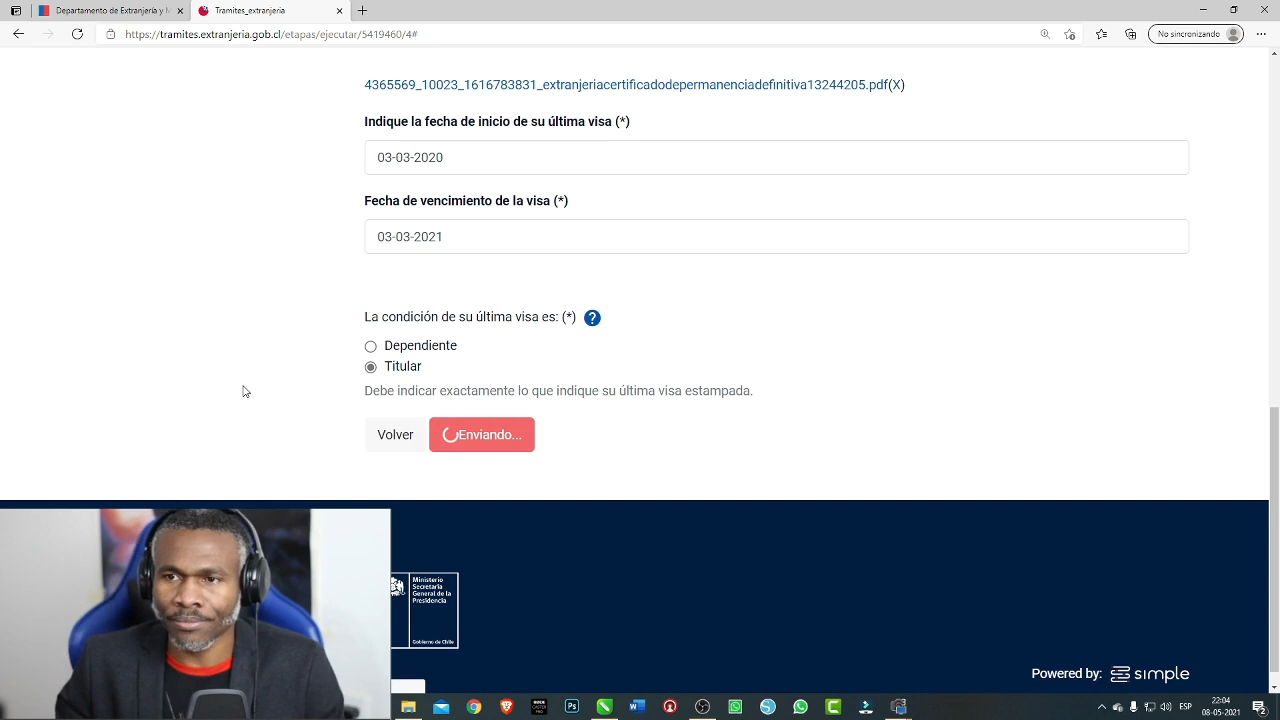 Departamento de Extranjería y M
Tramites_extranjeria
https://tramites.extranjeria.gob.cl/etapas/ejecutar/5419460/4#
No sincronizando
4365569_10023_1616783831_extranjeriacertificadodepermanenciadefinitiva13244205.pdf(X)
Indique la fecha de inicio de su última visa (*)
03-03-2020
Fecha de vencimiento de la visa (*)
03-03-2021
La condición de su última visa es: (*) ?
Dependiente
Titular
Debe indicar exactamente lo que indique su última visa estampada.
Volver
Enviando...
Ministerio
Secretaría
General de la
Presidencia
Gobierno de Chile
Powered by: simple
ESP
22:04
08-05-2021